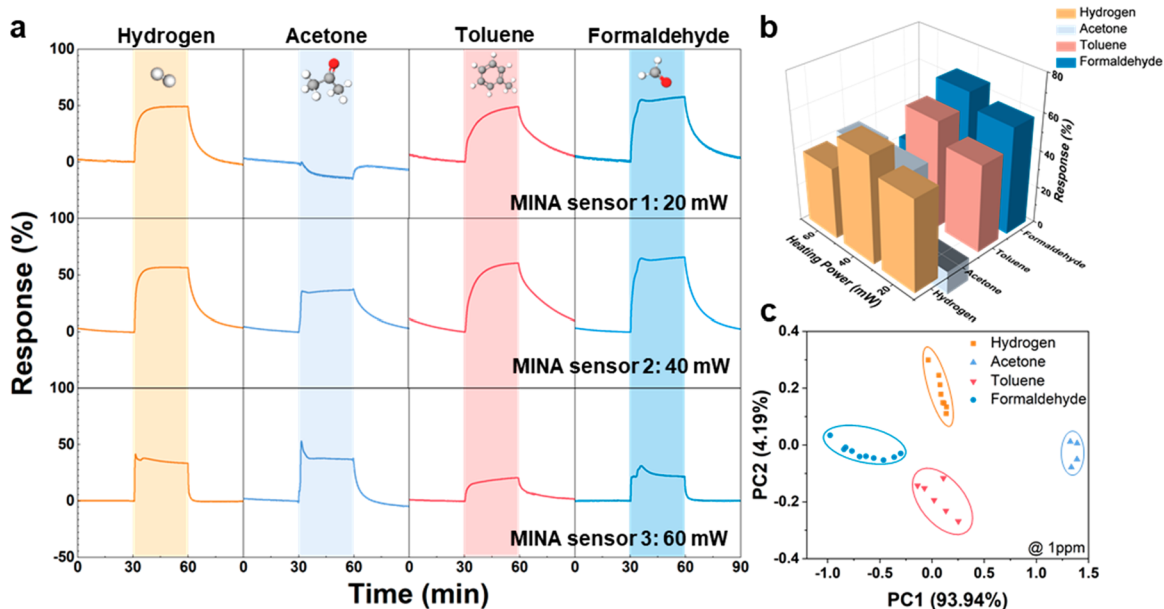 a
Hydrogen
Acetone
Toluene
Formaldehyde
100
50
0
MINA sensor 1: 20 mW
100
50
0
MINA sensor 2: 40 mW
100
50
0
-50
MINA sensor 3: 60 mW
Response (%)
0
30
60
0
30
60
0
30
60
0
30
60
90
Time (min)
b
Hydrogen
Acetone
Toluene
Formaldehyde
80
60
40
20
0
Response (%)
60
40
20
Heating Power (mW)
Hydrogen
Acetone
Toluene
Formaldehyde
c
Hydrogen
Acetone
Toluene
Formaldehyde
0.4
0.2
0.0
-0.2
-0.4
PC2 (4.19%)
@ 1ppm
-1.0
-0.5
0.0
0.5
1.0
1.5
PC1 (93.94%)